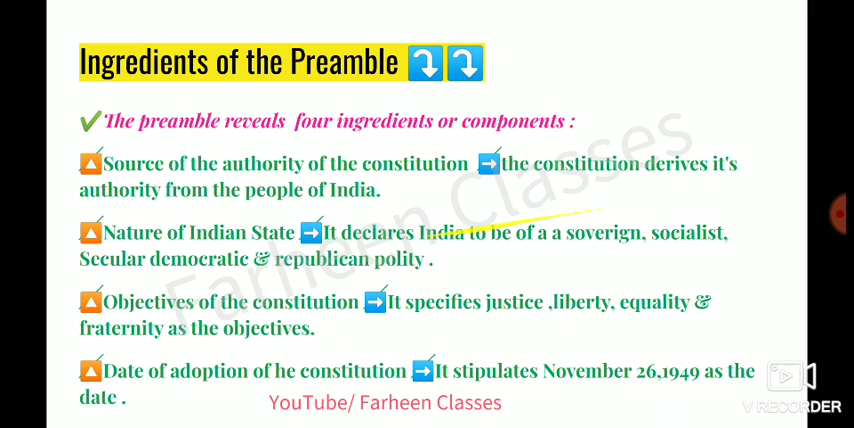 Ingredients of the Preamble ⤵️⤵️
✔️The preamble reveals four ingredients or components :
🔼Source of the authority of the constitution ➡️the constitution derives it's
authority from the people of India.
🔼Nature of Indian State ➡️It declares India to be of a a soverign, socialist,
Secular democratic & republican polity .
🔼Objectives of the constitution ➡️It specifies justice ,liberty, equality &
fraternity as the objectives.
🔼Date of adoption of he constitution ➡️It stipulates November 26,1949 as the
date .
YouTube/ Farheen Classes
Farheen Classes
V RECORDER